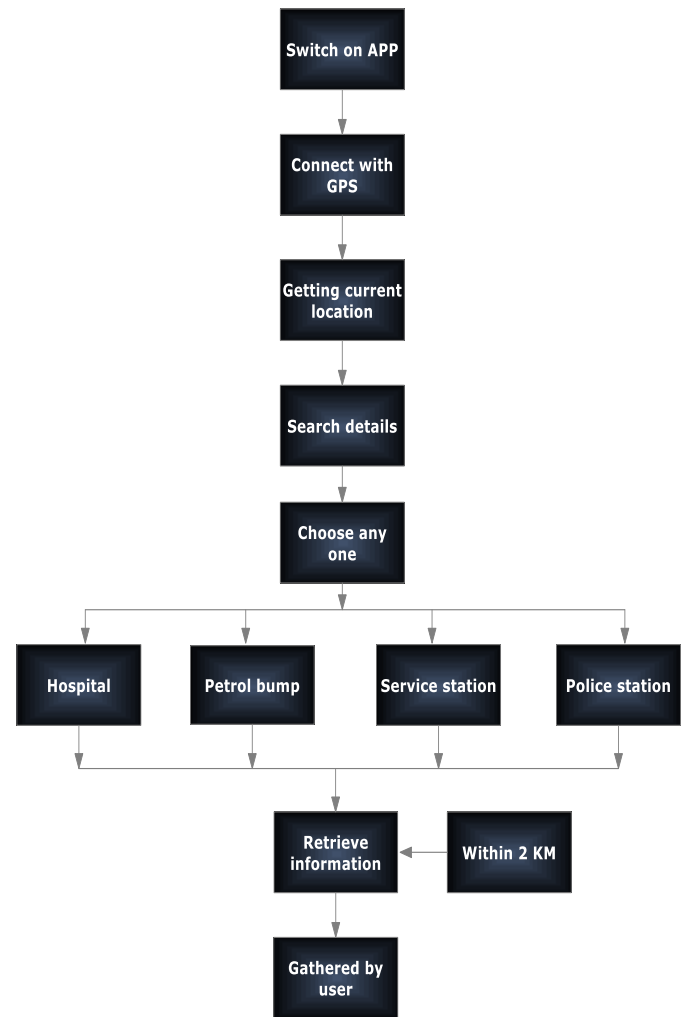 Switch on APP
Connect with
GPS
Getting current
location
Search details
Choose any
one
Hospital
Petrol bump
Service station
Police station
Retrieve
information
Within 2 KM
Gathered by
user